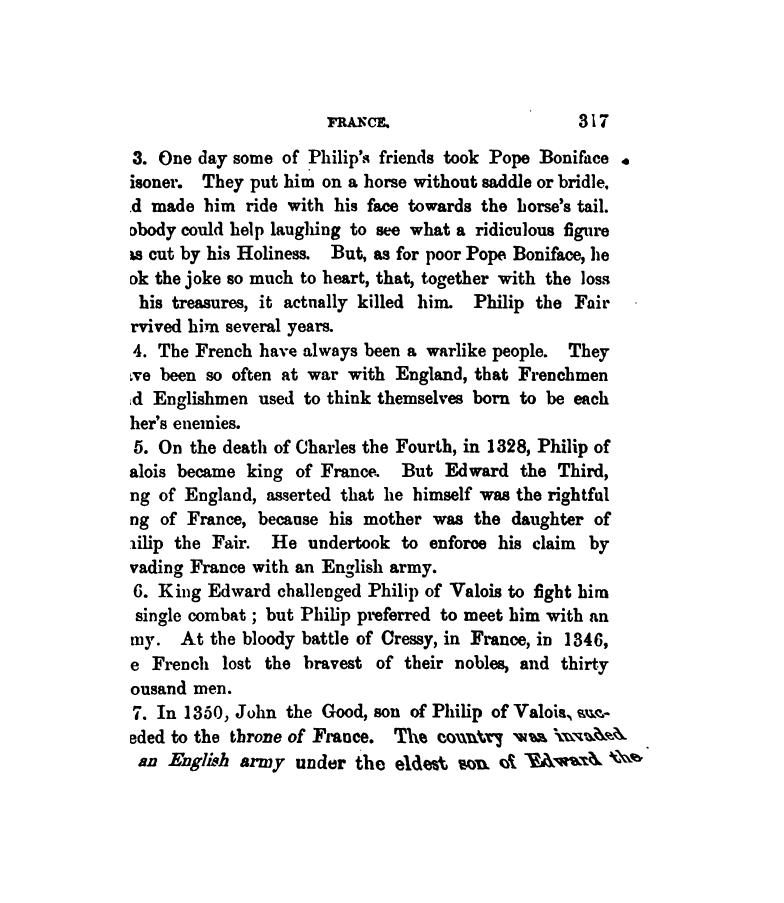 FRANCE. 317
3. One day some of Philip's friends took Pope Boniface
isoner. They put him on a horse without saddle or bridle,
d made him ride with his face towards the horse's tail.
obody could help laughing to see what a ridiculous figure
as cut by his Holiness. But, as for poor Pope Boniface, he
ok the joke so much to heart, that, together with the loss
his treasures, it actually killed him. Philip the Fair
rvived him several years.
4. The French have always been a warlike people. They
ve been so often at war with England, that Frenchmen
d Englishmen used to think themselves born to be each
her's enemies.
5. On the death of Charles the Fourth, in 1328, Philip of
alois became king of France. But Edward the Third,
ng of England, asserted that he himself was the rightful
ng of France, because his mother was the daughter of
hilip the Fair. He undertook to enforce his claim by
vading France with an English army.
6. King Edward challenged Philip of Valois to fight him
single combat; but Philip preferred to meet him with an
my. At the bloody battle of Cressy, in France, in 1346,
e French lost the bravest of their nobles, and thirty
ousand men.
7. In 1350, John the Good, son of Philip of Valois, suc-
eded to the throne of France. The country was invaded
an English army under the eldest son of Edward the